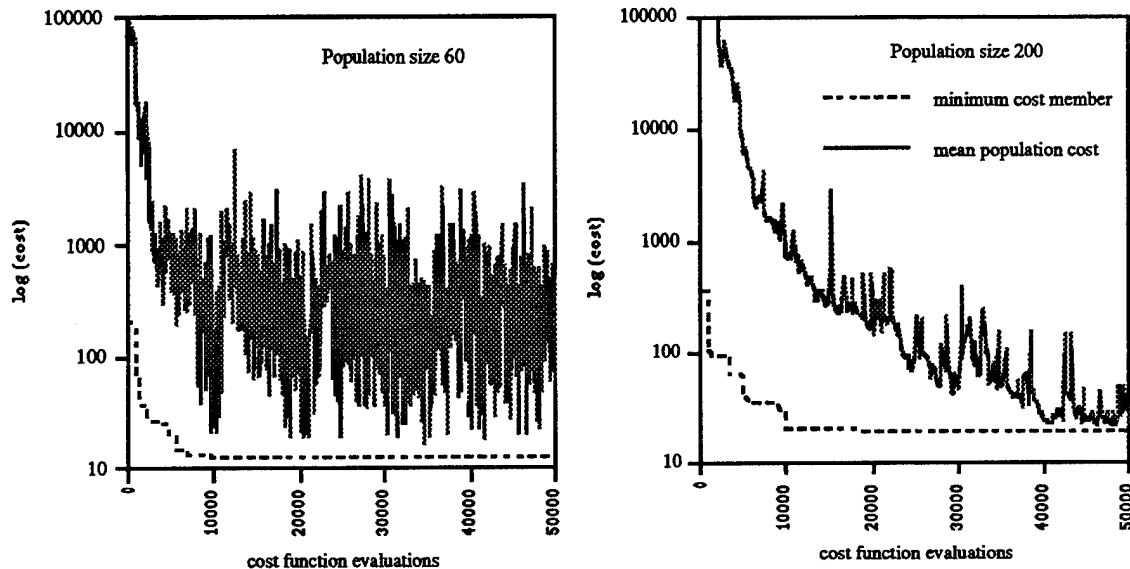 Population size 60
100000
10000
1000
100
10
log (cost)
0
10000
20000
30000
40000
50000
cost function evaluations
Population size 200
minimum cost member
mean population cost
100000
10000
1000
100
10
log (cost)
0
10000
20000
30000
40000
50000
cost function evaluations